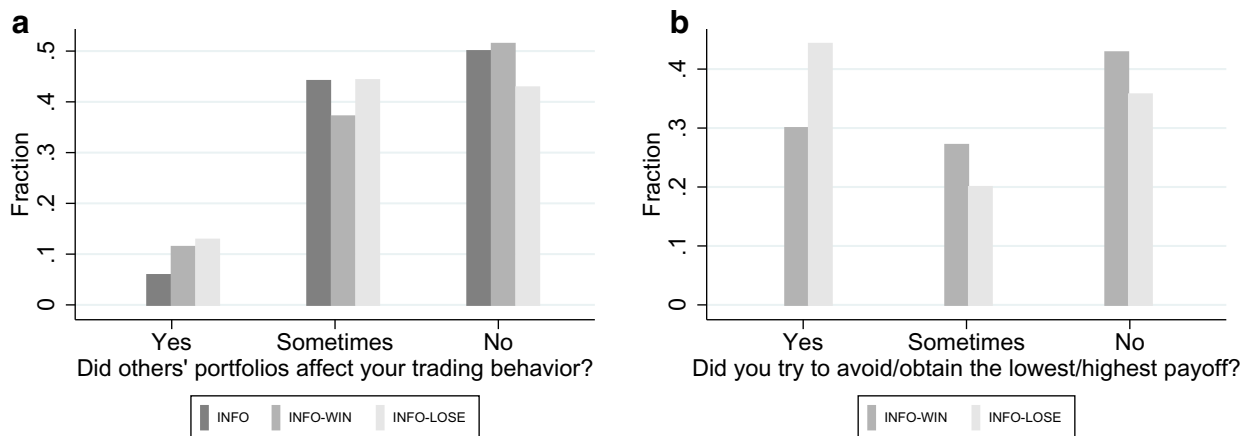 a
Fraction
.5
.4
.3
.2
.1
0
Yes Sometimes No
Did others' portfolios affect your trading behavior?
INFO INFO-WIN INFO-LOSE
b
Fraction
.4
.3
.2
.1
0
Yes Sometimes No
Did you try to avoid/obtain the lowest/highest payoff?
INFO-WIN INFO-LOSE